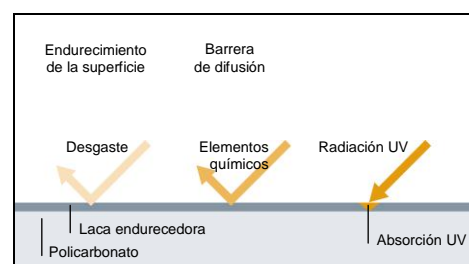 Endurecimiento
de la superficie
Barrera
de difusión
Desgaste
Elementos
químicos
Radiación UV
Laca endurecedora
Policarbonato
Absorción UV